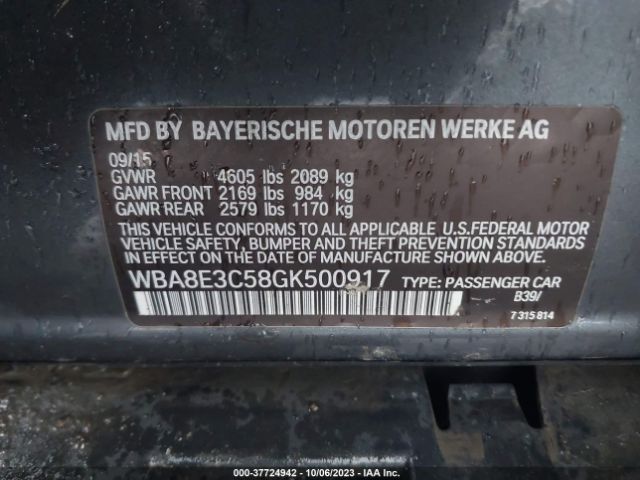 MFD BY BAYERISCHE MOTOREN WERKE AG
09/15
GVWR 4605 lbs 2089 kg
GAWR FRONT 2169 lbs 984 kg
GAWR REAR 2579 lbs 1170 kg
THIS VEHICLE CONFORMS TO ALL APPLICABLE U.S.FEDERAL MOTOR
VEHICLE SAFETY, BUMPER AND THEFT PREVENTION STANDARDS
IN EFFECT ON THE DATE OF MANUFACTURE SHOWN ABOVE.
WBA8E3C58GK500917 TYPE: PASSENGER CAR
B39/
7 315 814
000-37724942 - 10/06/2023 - IAA Inc.